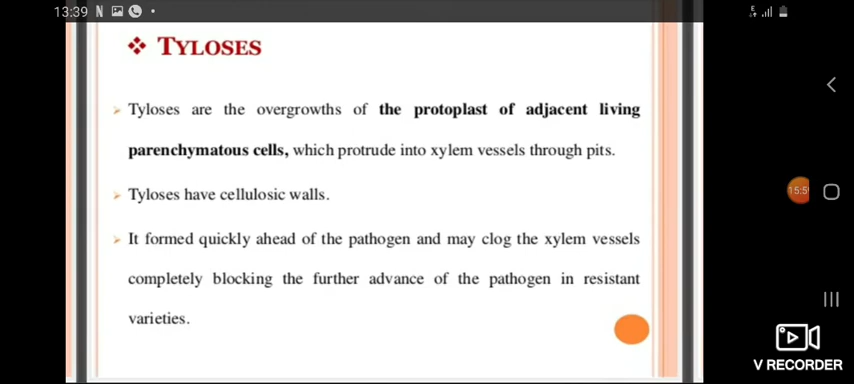 13:39 N
❖ TYLOSES
➢ Tyloses are the overgrowths of the protoplast of adjacent living
parenchymatous cells, which protrude into xylem vessels through pits.
➢ Tyloses have cellulosic walls.
➢ It formed quickly ahead of the pathogen and may clog the xylem vessels
completely blocking the further advance of the pathogen in resistant
varieties.
V RECORDER